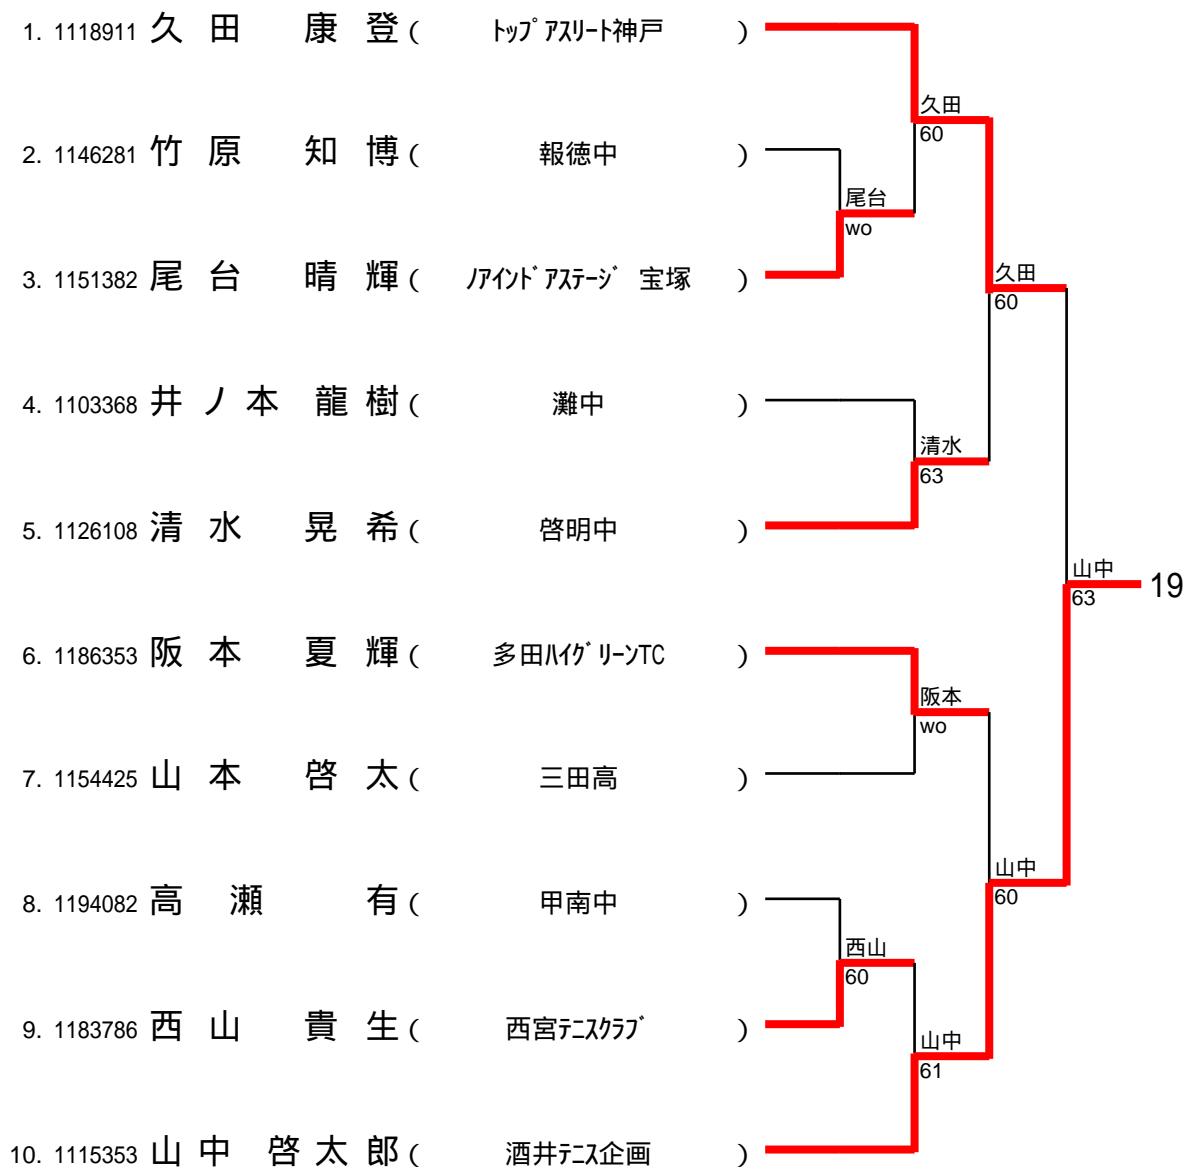 1. 1118911 久田 康登 ( トップアスリート神戸 )
久田
60
2. 1146281 竹原 知博 ( 報徳中 )
尾台
wo
3. 1151382 尾台 晴輝 ( ノアインドアステージ 宝塚 )
久田
60
4. 1103368 井ノ本 龍樹 ( 灘中 )
清水
63
5. 1126108 清水 晃希 ( 啓明中 )
山中
63
19
6. 1186353 阪本 夏輝 ( 多田ハイグリーンTC )
阪本
wo
7. 1154425 山本 啓太 ( 三田高 )
山中
60
8. 1194082 高瀬 有 ( 甲南中 )
西山
60
9. 1183786 西山 貴生 ( 西宮テニスクラブ )
山中
61
10. 1115353 山中 啓太郎 ( 酒井テニス企画 )